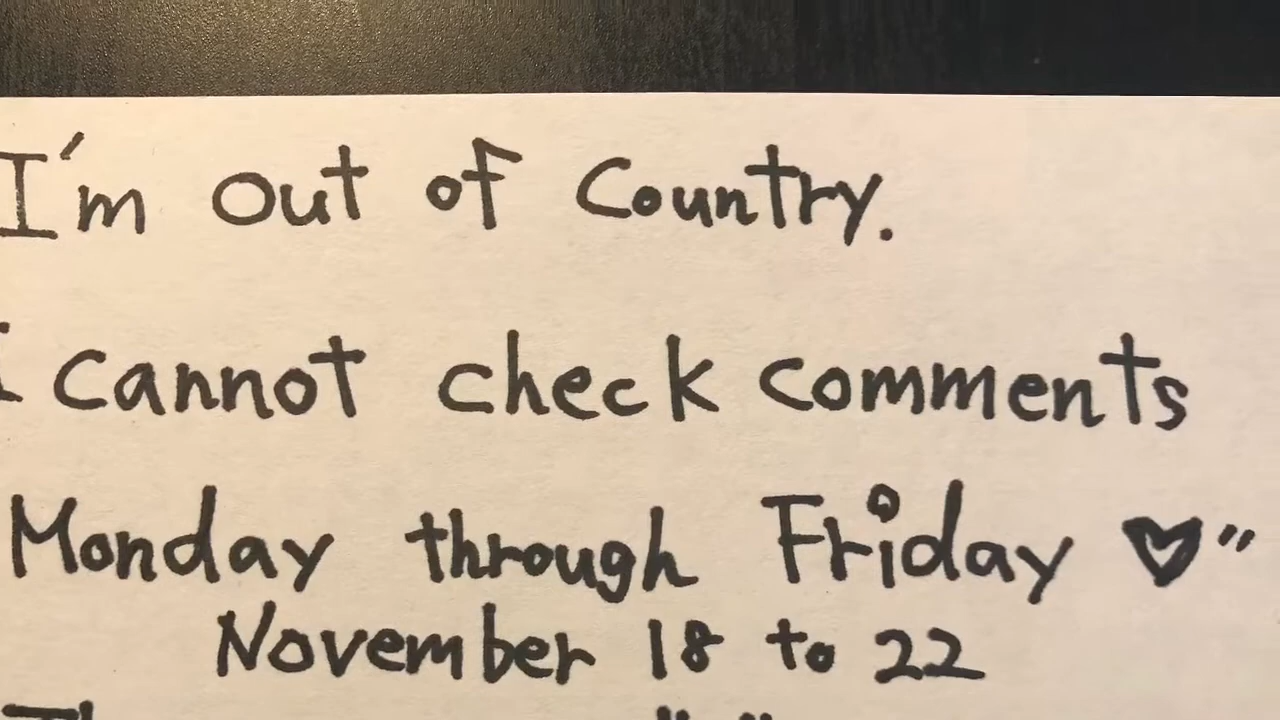 I'm out of Country.
I cannot check comments
Monday through Friday ♡"
November 18 to 22